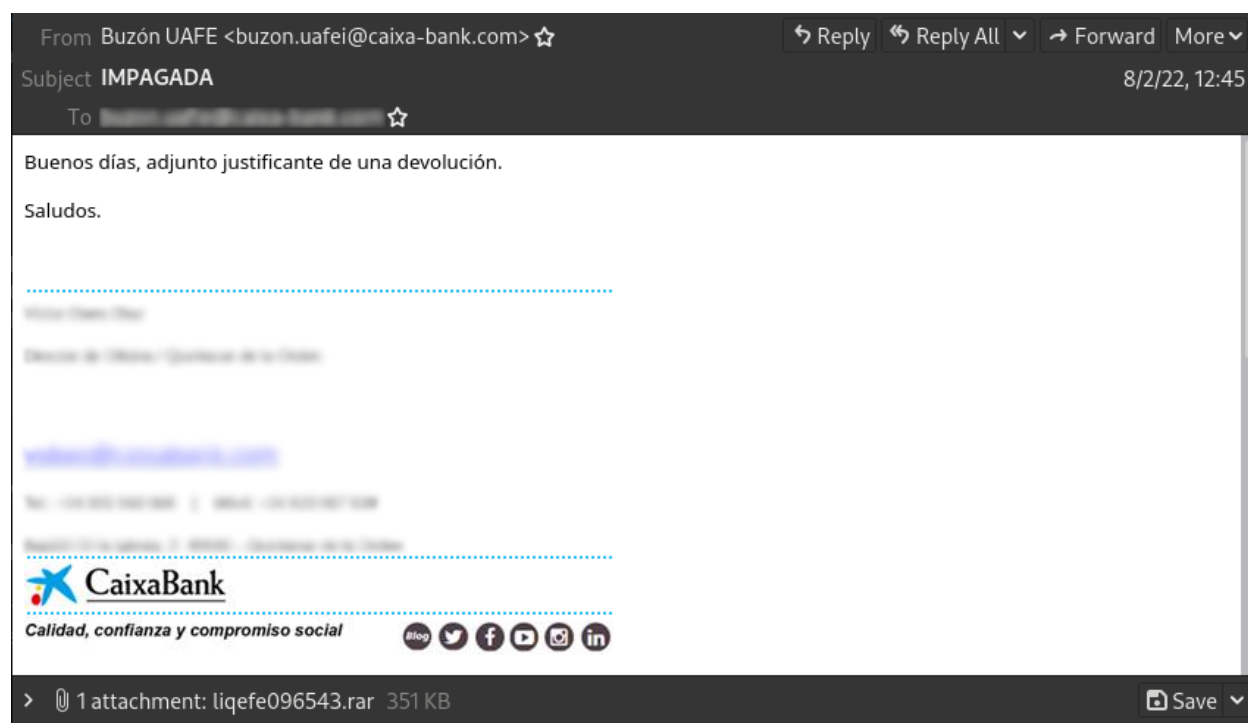 From Buzón UAFE <buzon.uafei@caixa-bank.com>
Reply Reply All Forward More
Subject IMPAGADA
8/2/22, 12:45
To
Buenos días, adjunto justificante de una devolución.
Saludos.
CaixaBank
Calidad, confianza y compromiso social
Blog
1 attachment: liqefe096543.rar 351 KB
Save